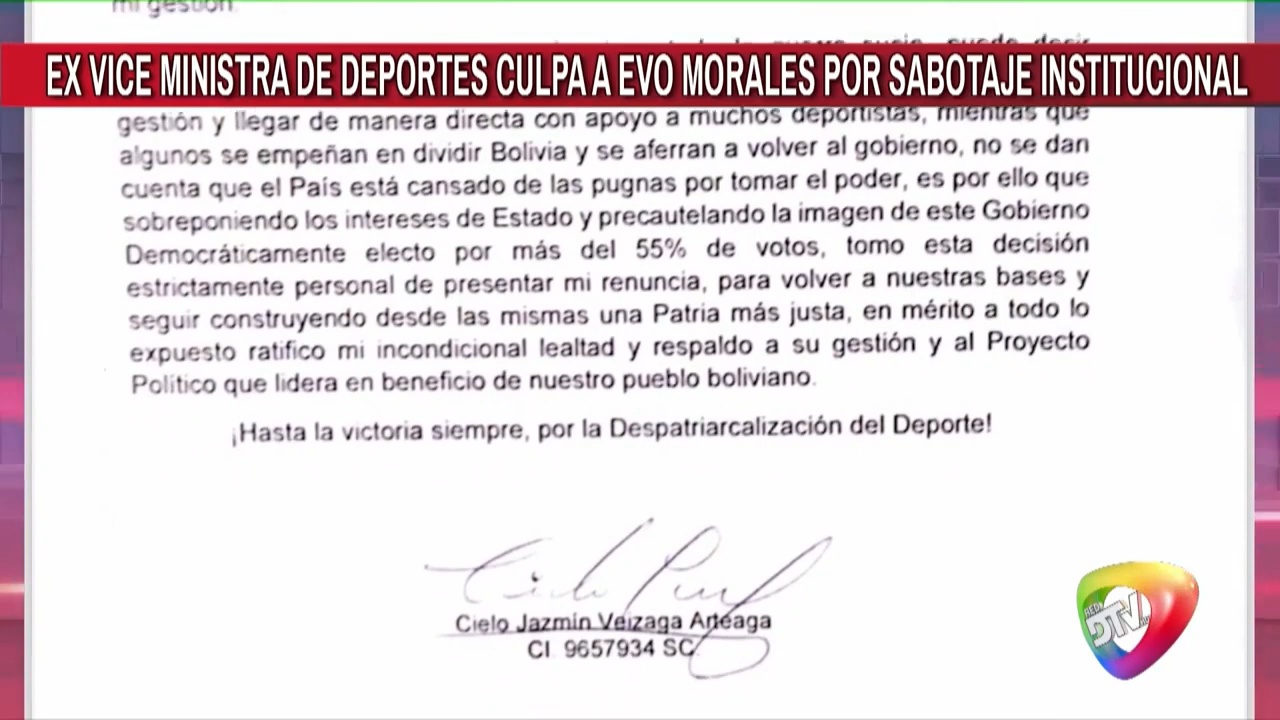 mi gestión.
EX VICE MINISTRA DE DEPORTES CULPA A EVO MORALES POR SABOTAJE INSTITUCIONAL
gestión y llegar de manera directa con apoyo a muchos deportistas, mientras que
algunos se empeñan en dividir Bolivia y se aferran a volver al gobierno, no se dan
cuenta que el País está cansado de las pugnas por tomar el poder, es por ello que
sobreponiendo los intereses de Estado y precautelando la imagen de este Gobierno
Democráticamente electo por más del 55% de votos, tomo esta decisión
estrictamente personal de presentar mi renuncia, para volver a nuestras bases y
seguir construyendo desde las mismas una Patria más justa, en mérito a todo lo
expuesto ratifico mi incondicional lealtad y respaldo a su gestión y al Proyecto
Político que lidera en beneficio de nuestro pueblo boliviano.
¡Hasta la victoria siempre, por la Despatriarcalización del Deporte!
Cielo Jazmín Veizaga Arteaga
CI. 9657934 SC
RED
DTV